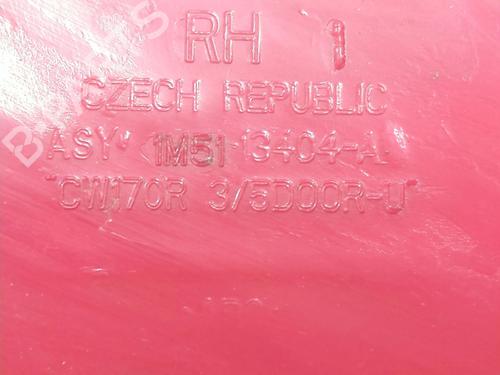 RH 1
CZECH REPUBLIC
ASY 1M51 13404-A
"CW170R 3/5DOOR-U"